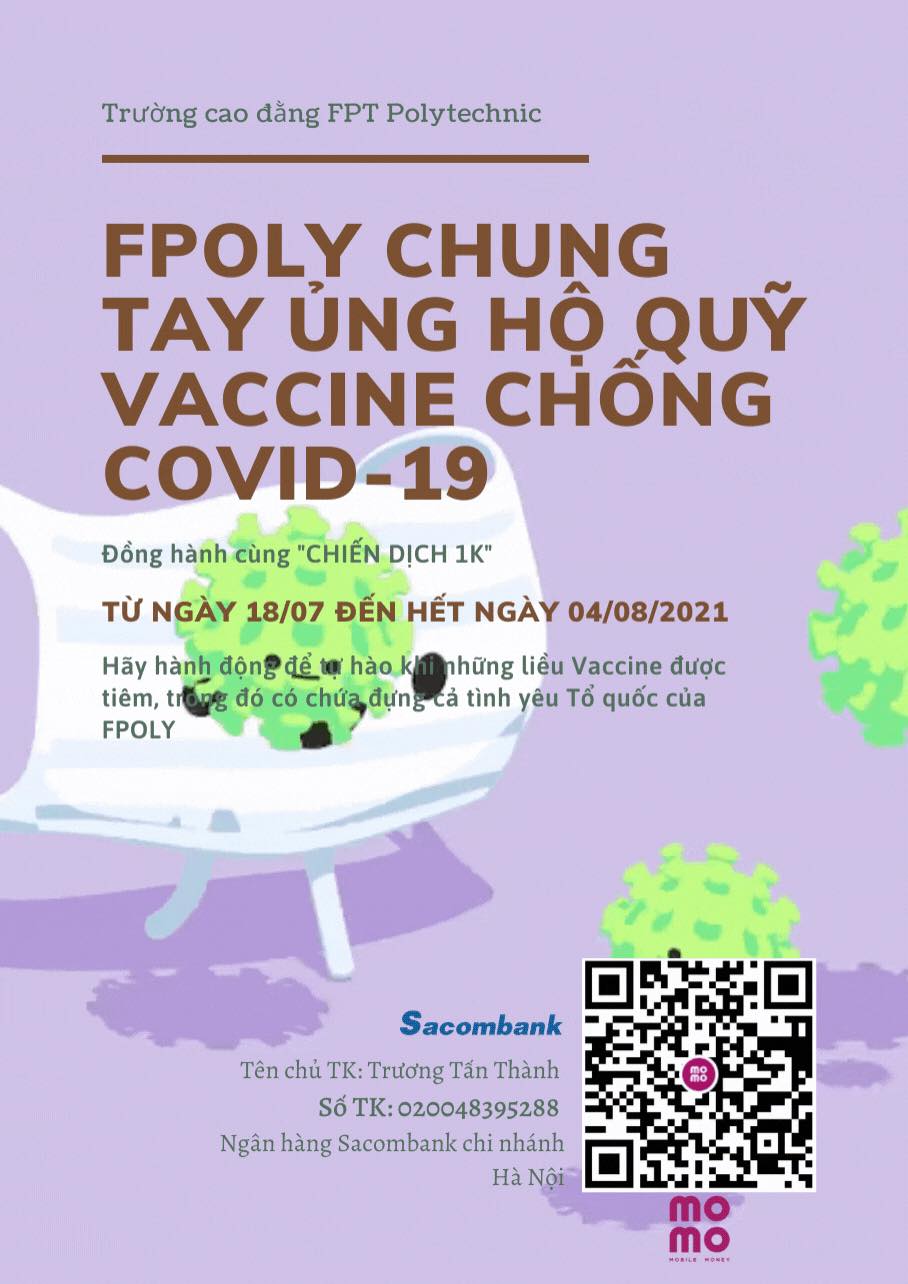 Trường cao đẳng FPT Polytechnic
FPOLY CHUNG
TAY ỦNG HỘ QUỸ
VACCINE CHỐNG
COVID-19
Đồng hành cùng "CHIẾN DỊCH 1K"
TỪ NGÀY 18/07 ĐẾN HẾT NGÀY 04/08/2021
Hãy hành động để tự hào khi những liều Vaccine được
tiêm, trong đó có chứa đựng cả tình yêu Tổ quốc của
FPOLY
Sacombank
Tên chủ TK: Trương Tấn Thành
Số TK: 020048395288
Ngân hàng Sacombank chi nhánh
Hà Nội
mo
mo
mo
mo
MOBILE MONEY